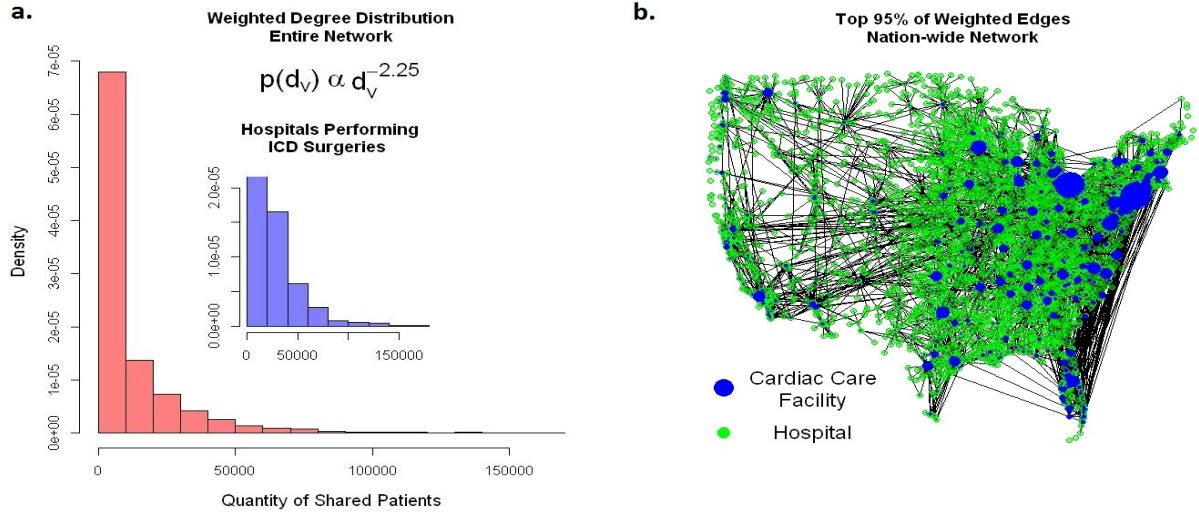 a.
Weighted Degree Distribution
Entire Network
p(dᵥ) α dᵥ^−2.25
Hospitals Performing
ICD Surgeries
Density
0e+00
1e-05
2e-05
3e-05
4e-05
5e-05
6e-05
7e-05
0.0e+00
1.0e-05
2.0e-05
0 50000 150000
0 50000 100000 150000
Quantity of Shared Patients
b.
Top 95% of Weighted Edges
Nation-wide Network
Cardiac Care
Facility
Hospital